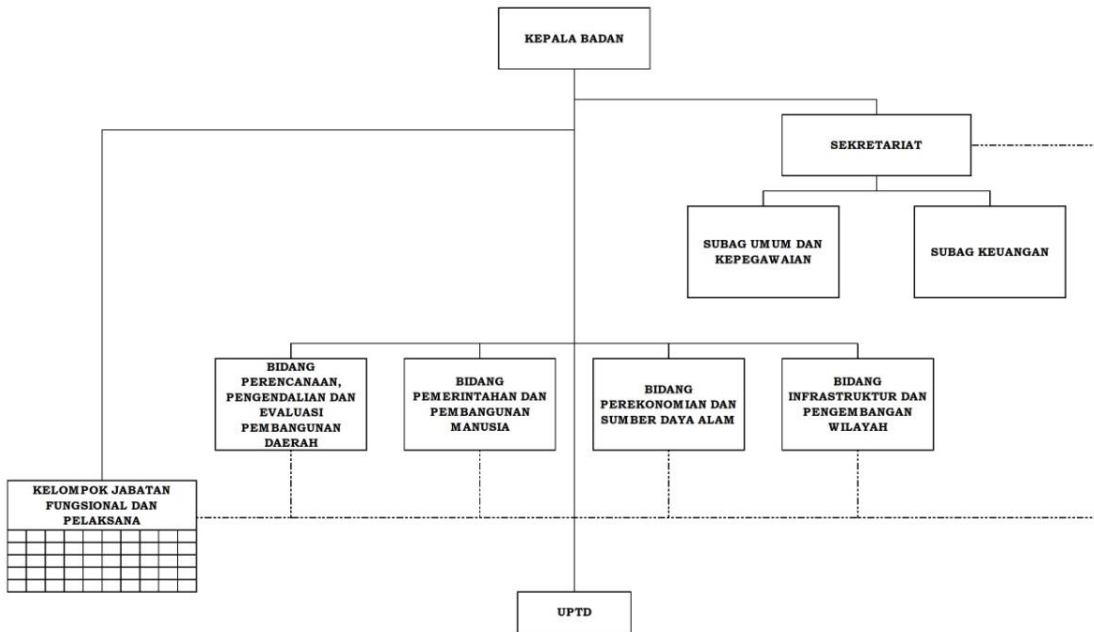 KEPALA BADAN
SEKRETARIAT
SUBAG UMUM DAN
KEPEGAWAIAN
SUBAG KEUANGAN
BIDANG
PERENCANAAN,
PENGENDALIAN DAN
EVALUASI
PEMBANGUNAN
DAERAH
BIDANG
PEMERINTAHAN DAN
PEMBANGUNAN
MANUSIA
BIDANG
PEREKONOMIAN DAN
SUMBER DAYA ALAM
BIDANG
INFRASTRUKTUR DAN
PENGEMBANGAN
WILAYAH
KELOMPOK JABATAN
FUNGSIONAL DAN
PELAKSANA
UPTD